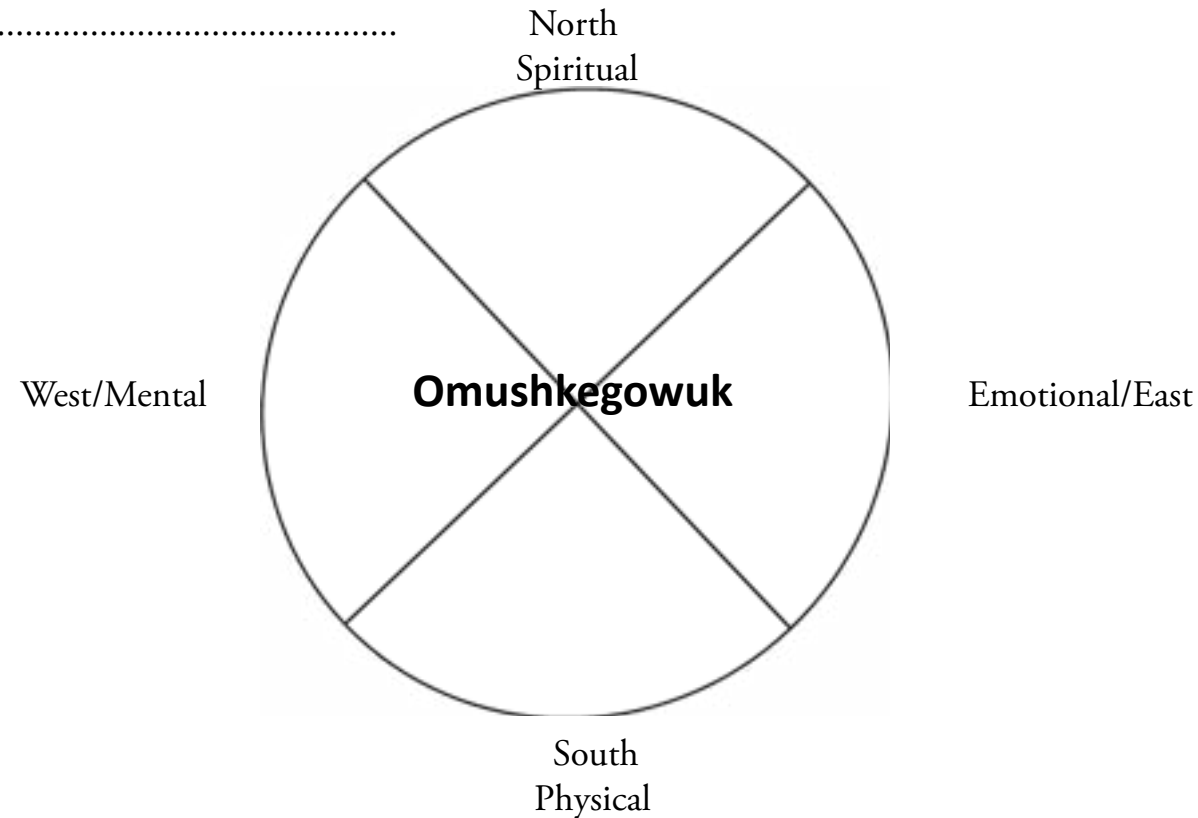 ..........................................
North
Spiritual
West/Mental
Omushkegowuk
Emotional/East
South
Physical